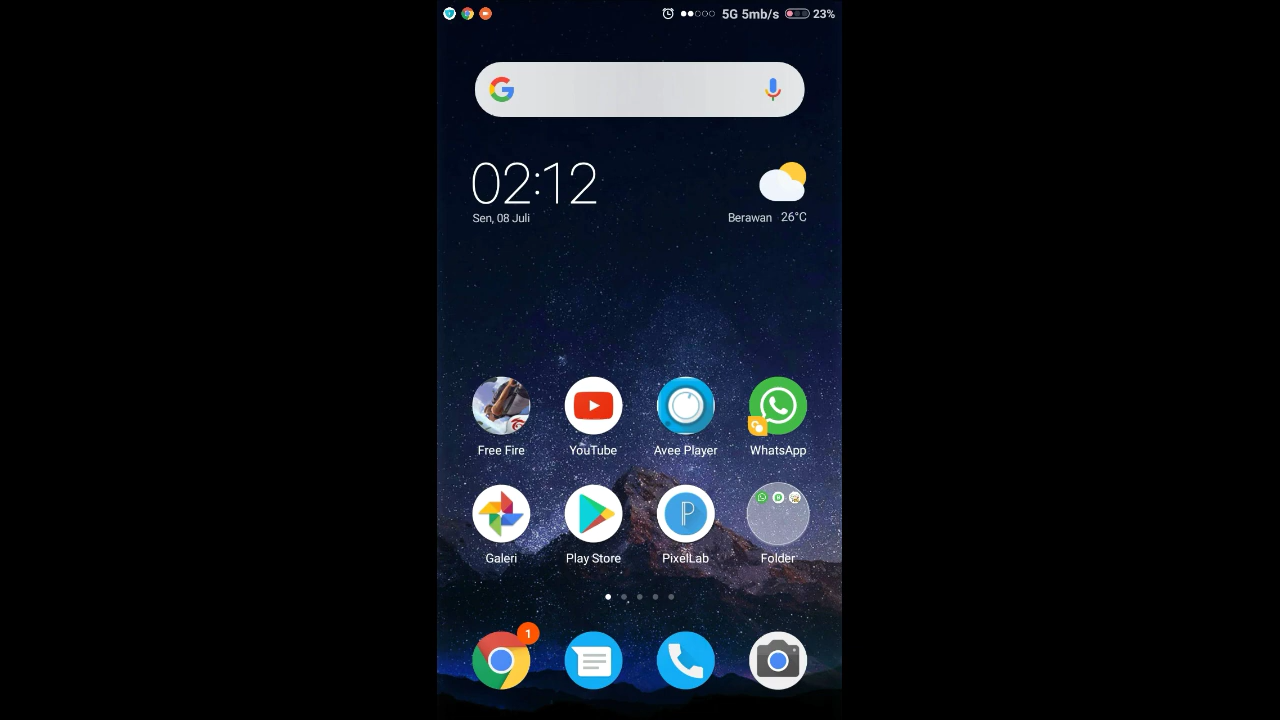 5G 5mb/s 23%
02:12
Sen, 08 Juli
Berawan 26°C
Free Fire
YouTube
Avee Player
WhatsApp
Galeri
Play Store
PixelLab
Folder
1